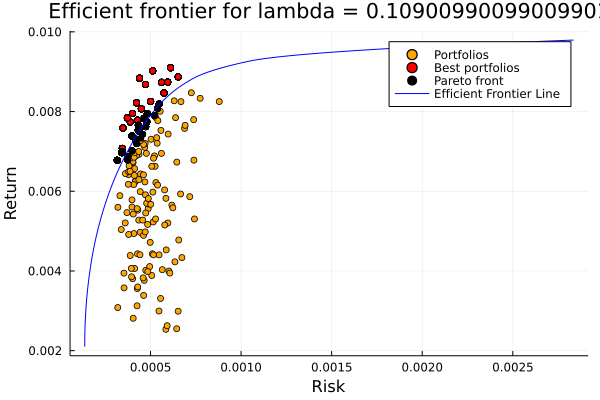 Efficient frontier for lambda = 0.1090099009900990
0.010
0.008
0.006
0.004
0.002
Return
Portfolios
Best portfolios
Pareto front
Efficient Frontier Line
0.0005 0.0010 0.0015 0.0020 0.0025
Risk